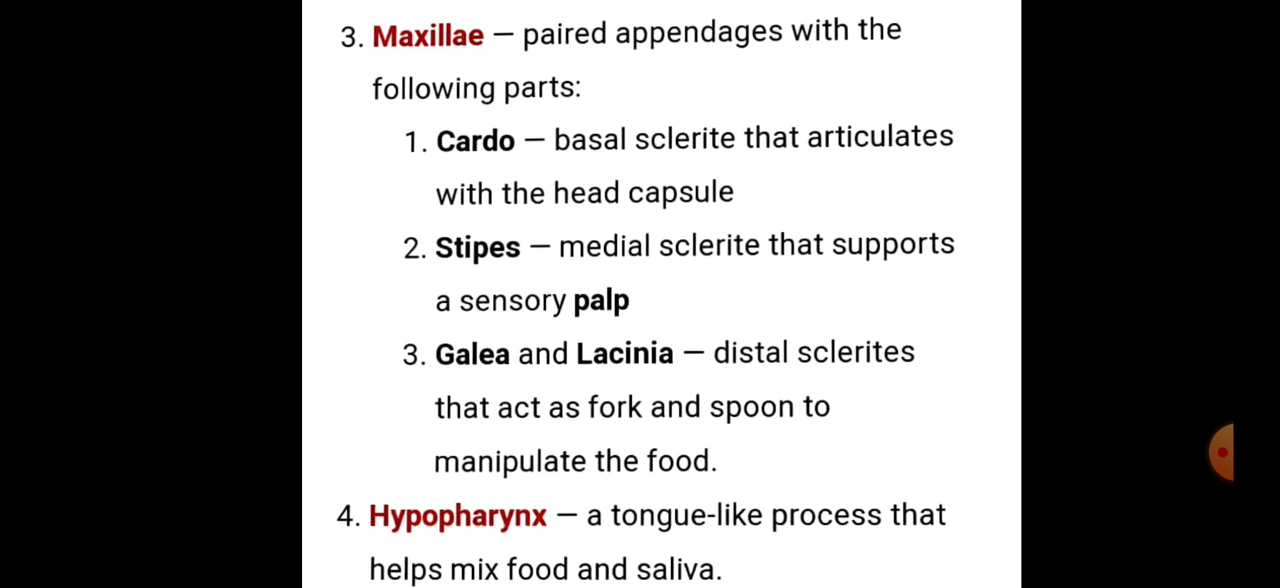 3. Maxillae — paired appendages with the
following parts:
1. Cardo — basal sclerite that articulates
with the head capsule
2. Stipes — medial sclerite that supports
a sensory palp
3. Galea and Lacinia — distal sclerites
that act as fork and spoon to
manipulate the food.
4. Hypopharynx — a tongue-like process that
helps mix food and saliva.